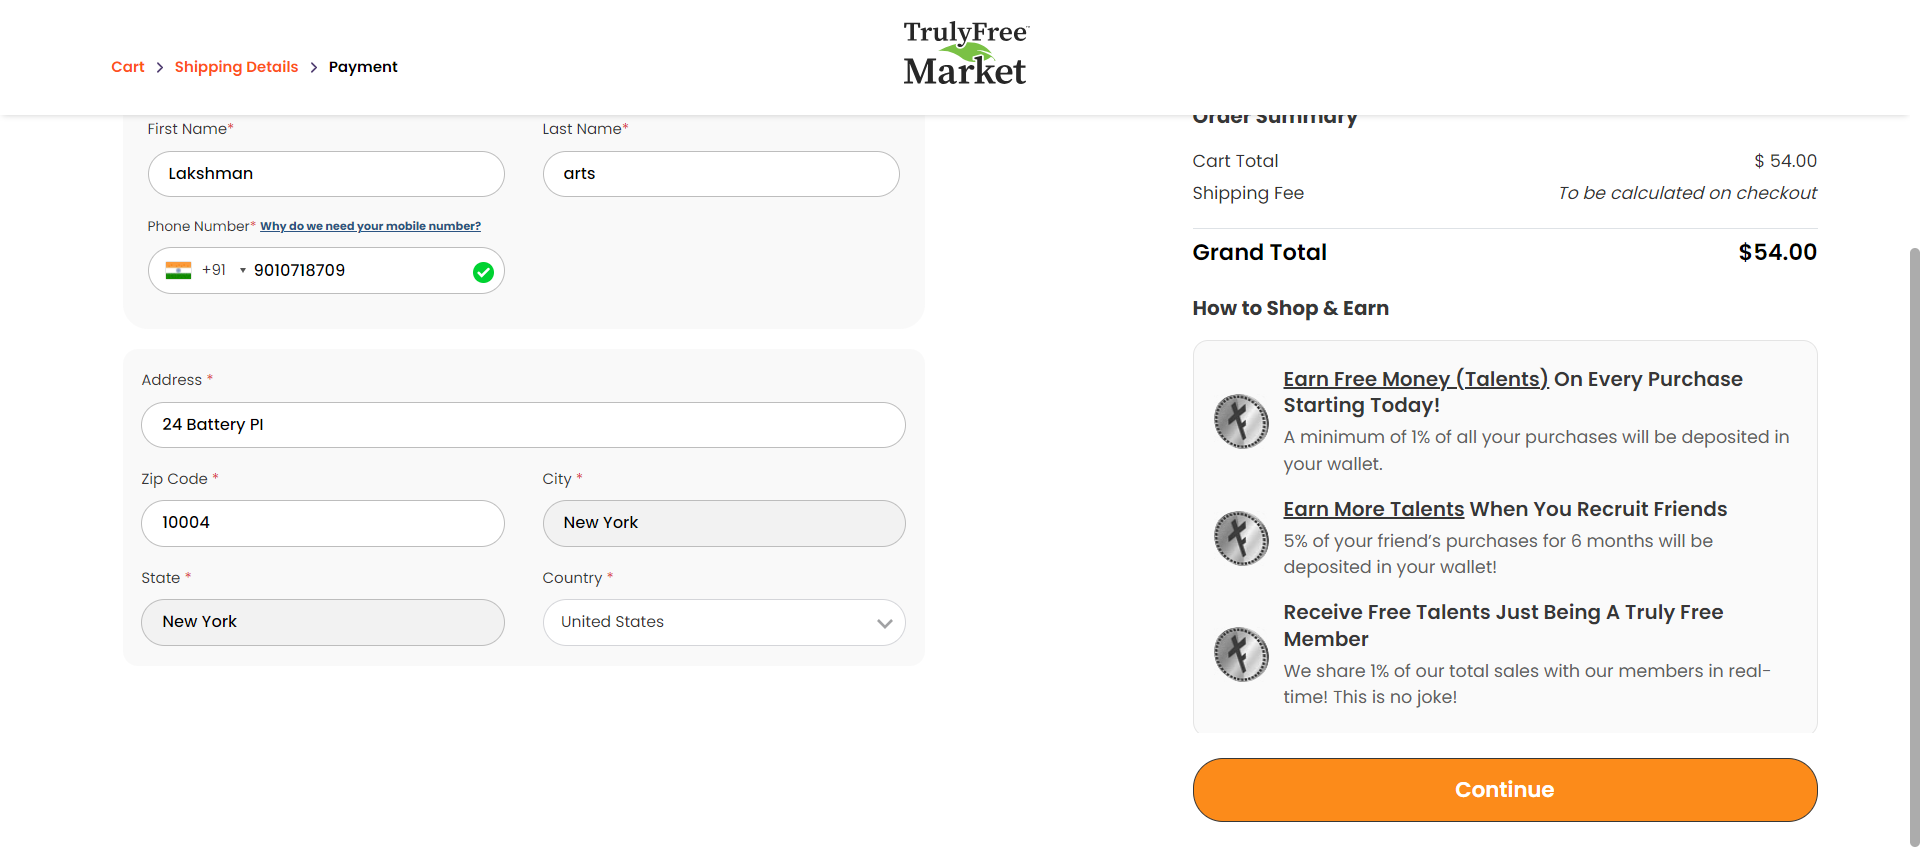 TrulyFree™
Market
Cart > Shipping Details > Payment
First Name*
Last Name*
Lakshman
arts
Phone Number* Why do we need your mobile number?
+91 ▾ 9010718709
Address *
24 Battery Pl
Zip Code *
City *
10004
New York
State *
Country *
New York
United States
Order Summary
Cart Total $ 54.00
Shipping Fee To be calculated on checkout
Grand Total $54.00
How to Shop & Earn
Earn Free Money (Talents) On Every Purchase
Starting Today!
A minimum of 1% of all your purchases will be deposited in
your wallet.
Earn More Talents When You Recruit Friends
5% of your friend’s purchases for 6 months will be
deposited in your wallet!
Receive Free Talents Just Being A Truly Free
Member
We share 1% of our total sales with our members in real-
time! This is no joke!
Continue